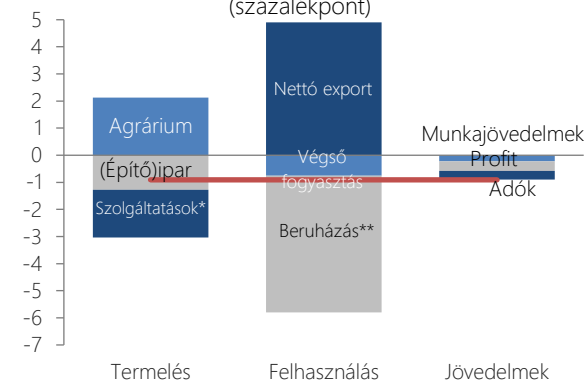 (százalékpont)
5
4
3
2
1
0
-1
-2
-3
-4
-5
-6
-7
Agrárium
(Építő)ipar
Szolgáltatások*
Nettó export
Végső
fogyasztás
Beruházás**
Munkajövedelmek
Profit
Adók
Termelés
Felhasználás
Jövedelmek